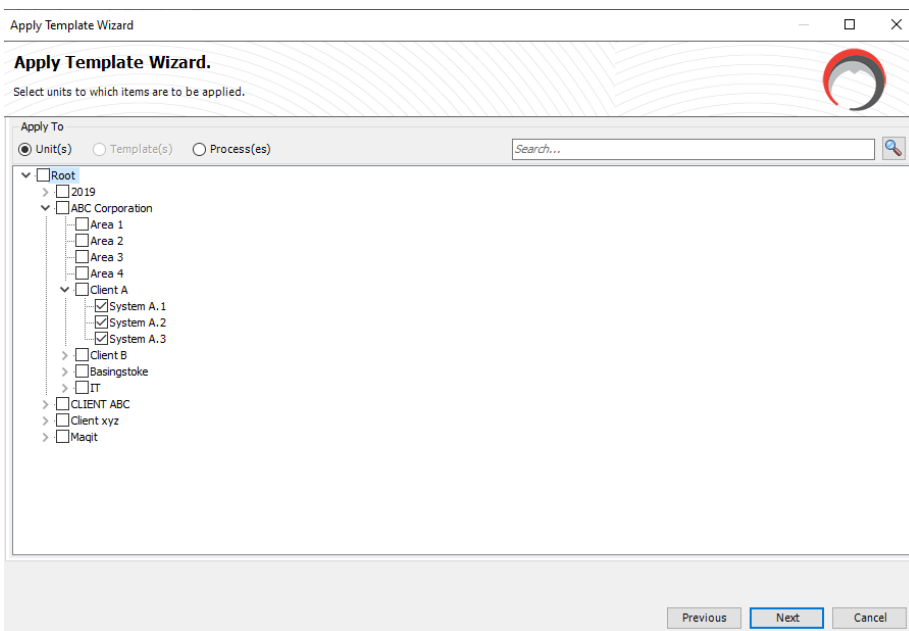 Apply Template Wizard
Apply Template Wizard.
Select units to which items are to be applied.
Apply To
Unit(s) Template(s) Process(es) Search...
Root
2019
ABC Corporation
Area 1
Area 2
Area 3
Area 4
Client A
System A.1
System A.2
System A.3
Client B
Basingstoke
IT
CLIENT ABC
Client xyz
Maqit
Previous Next Cancel